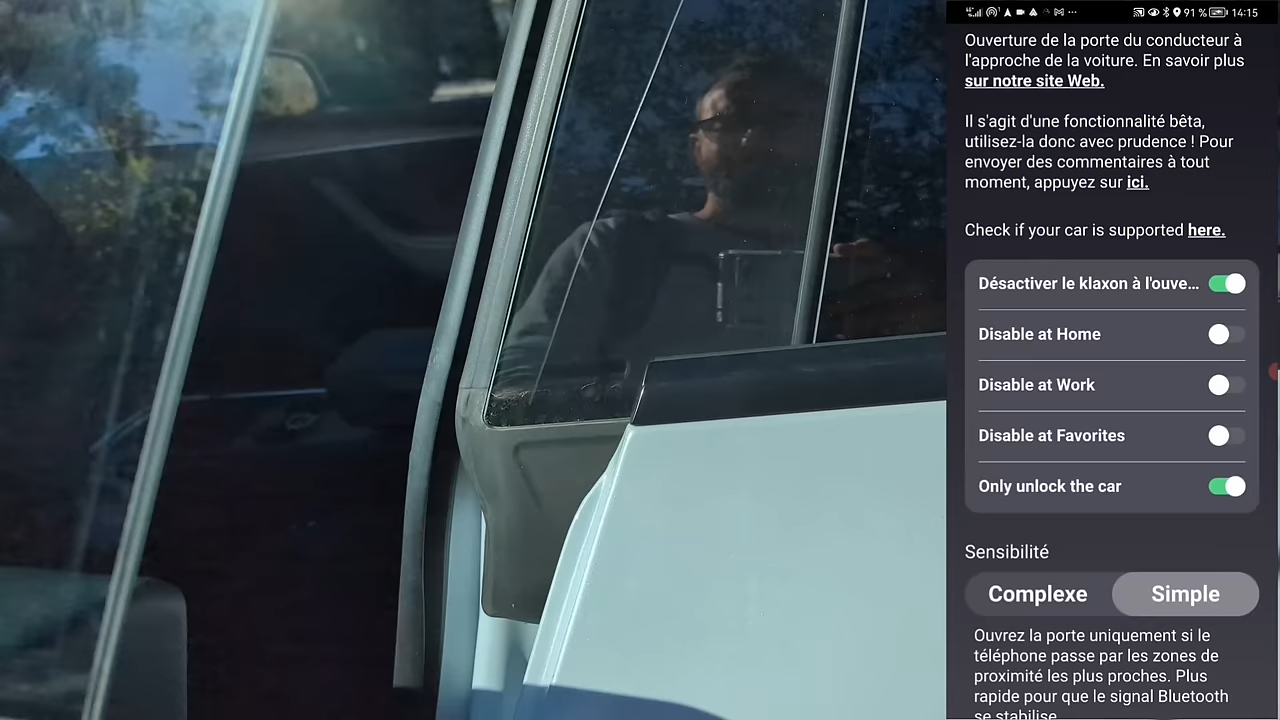 91 % 14:15
Ouverture de la porte du conducteur à
l'approche de la voiture. En savoir plus
sur notre site Web.
Il s'agit d'une fonctionnalité bêta,
utilisez-la donc avec prudence ! Pour
envoyer des commentaires à tout
moment, appuyez sur ici.
Check if your car is supported here.
Désactiver le klaxon à l'ouve...
Disable at Home
Disable at Work
Disable at Favorites
Only unlock the car
Sensibilité
Complexe Simple
Ouvrez la porte uniquement si le
téléphone passe par les zones de
proximité les plus proches. Plus
rapide pour que le signal Bluetooth
se stabilise.